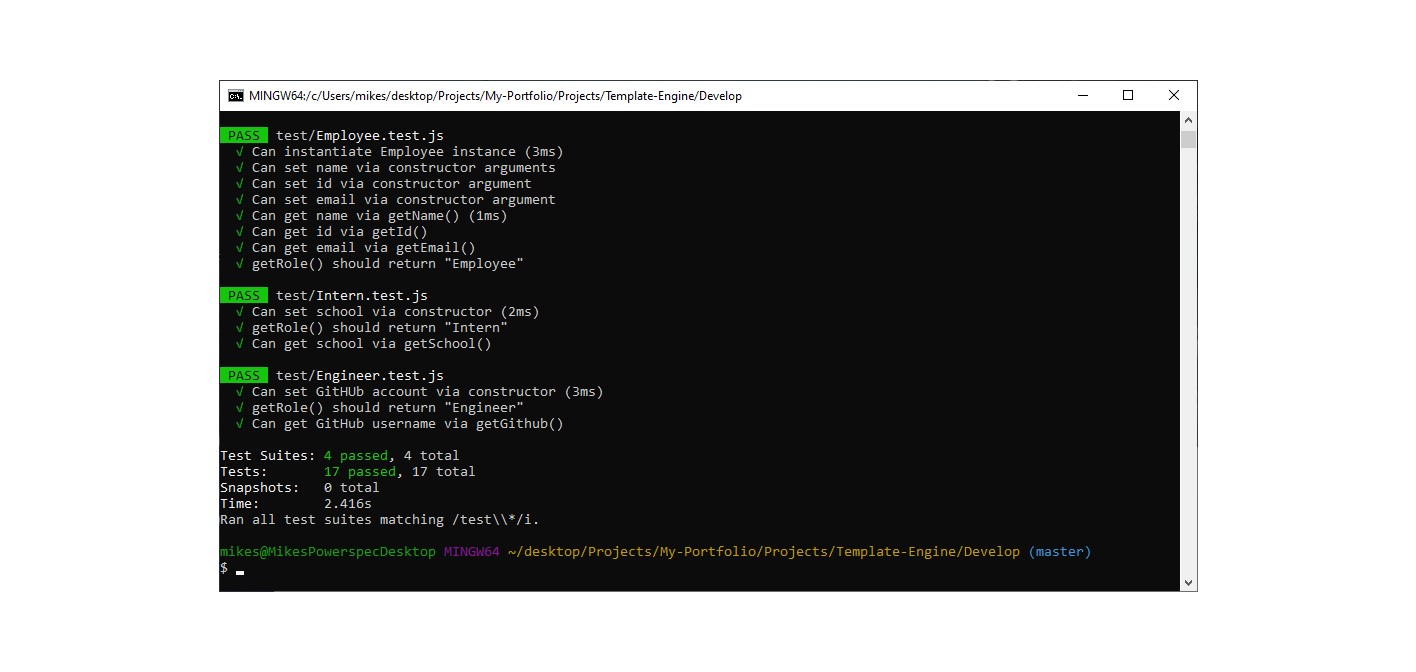 MINGW64:/c/Users/mikes/desktop/Projects/My-Portfolio/Projects/Template-Engine/Develop
PASS test/Employee.test.js
√ Can instantiate Employee instance (3ms)
√ Can set name via constructor arguments
√ Can set id via constructor argument
√ Can set email via constructor argument
√ Can get name via getName() (1ms)
√ Can get id via getId()
√ Can get email via getEmail()
√ getRole() should return "Employee"
PASS test/Intern.test.js
√ Can set school via constructor (2ms)
√ getRole() should return "Intern"
√ Can get school via getSchool()
PASS test/Engineer.test.js
√ Can set GitHUb account via constructor (3ms)
√ getRole() should return "Engineer"
√ Can get GitHub username via getGithub()
Test Suites: 4 passed, 4 total
Tests: 17 passed, 17 total
Snapshots: 0 total
Time: 2.416s
Ran all test suites matching /test\\*/i.
mikes@MikesPowerspecDesktop MINGW64 ~/desktop/Projects/My-Portfolio/Projects/Template-Engine/Develop (master)
$